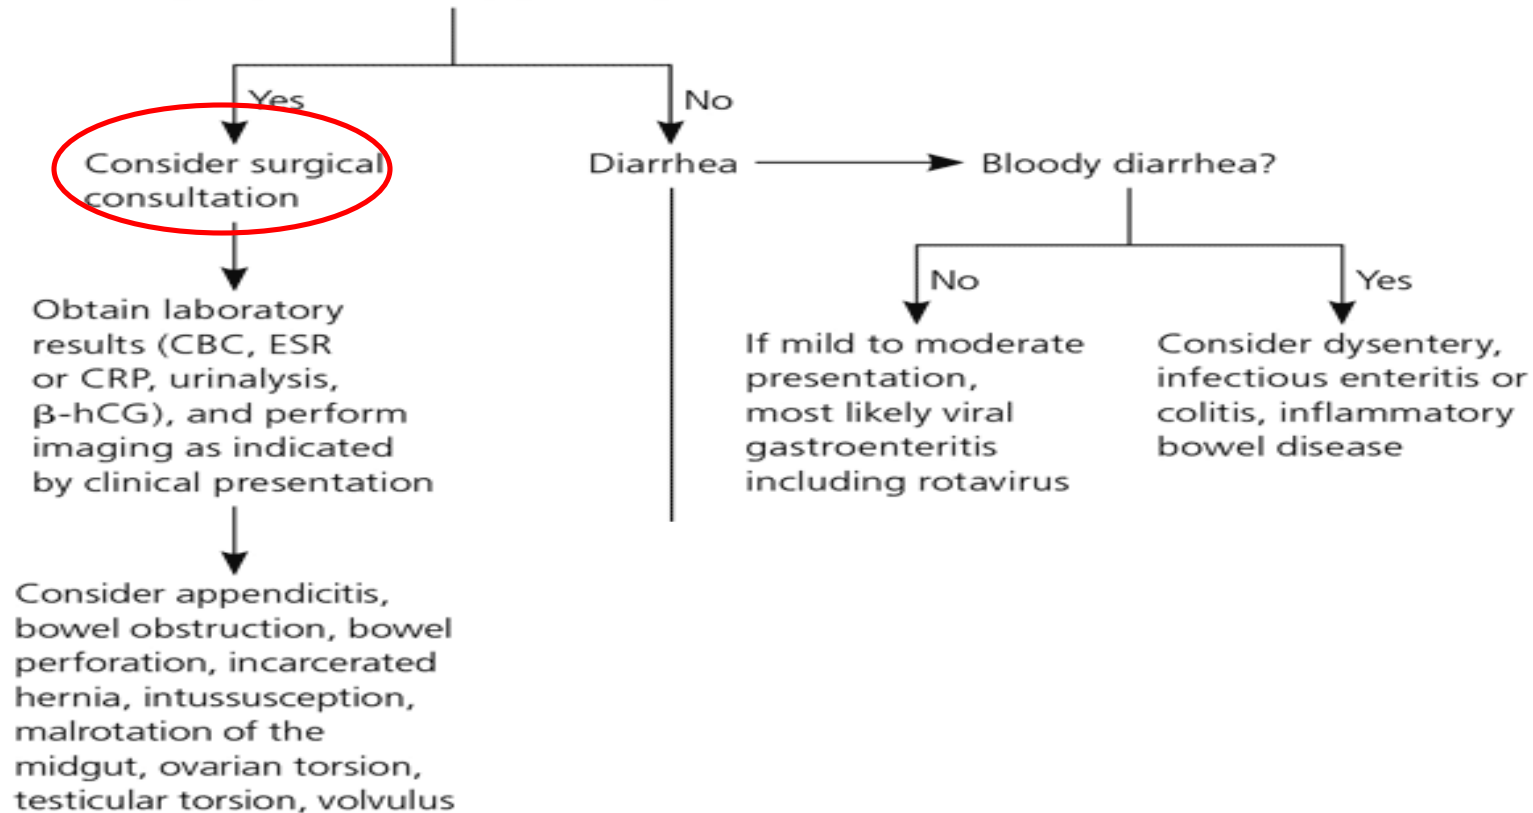 Yes
Consider surgical
consultation
Obtain laboratory
results (CBC, ESR
or CRP, urinalysis,
β-hCG), and perform
imaging as indicated
by clinical presentation
Consider appendicitis,
bowel obstruction, bowel
perforation, incarcerated
hernia, intussusception,
malrotation of the
midgut, ovarian torsion,
testicular torsion, volvulus
No
Diarrhea
Bloody diarrhea?
No
If mild to moderate
presentation,
most likely viral
gastroenteritis
including rotavirus
Yes
Consider dysentery,
infectious enteritis or
colitis, inflammatory
bowel disease